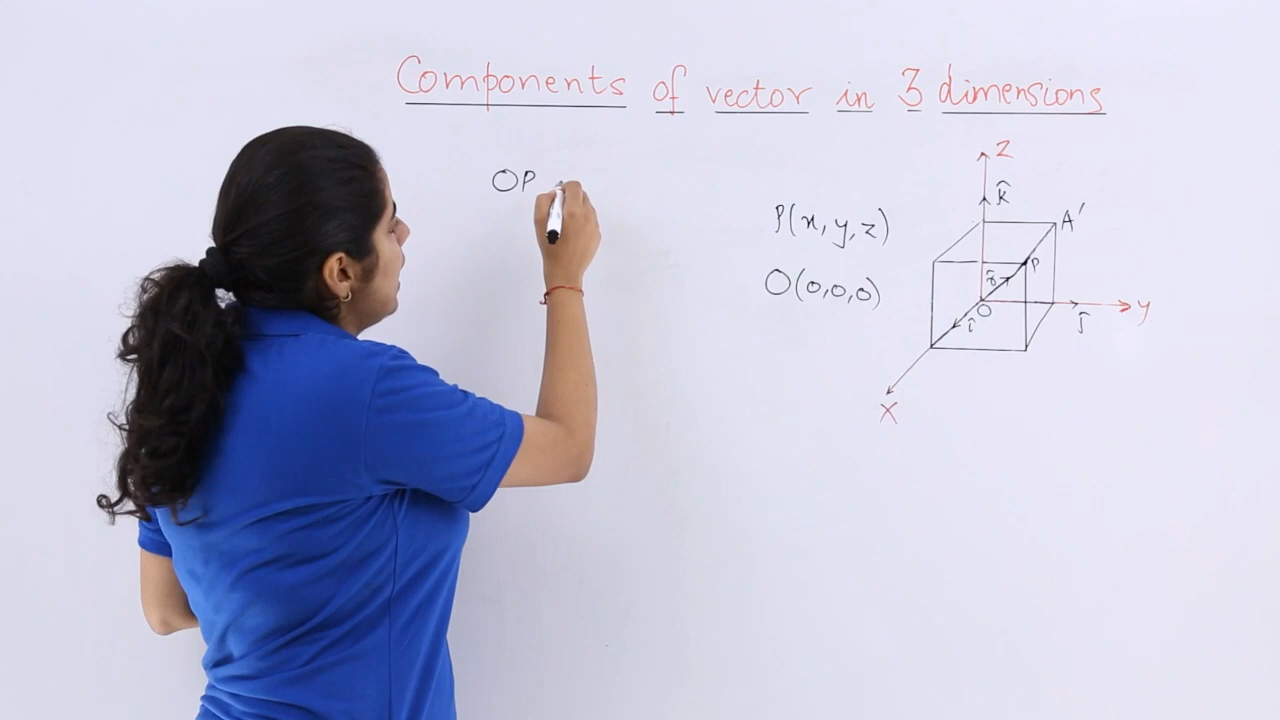 Components of vector in 3 dimensions
OP
P(x, y, z)
O(0,0,0)
Z
k̂
A'
P
r̂
O
î
ĵ
y
X